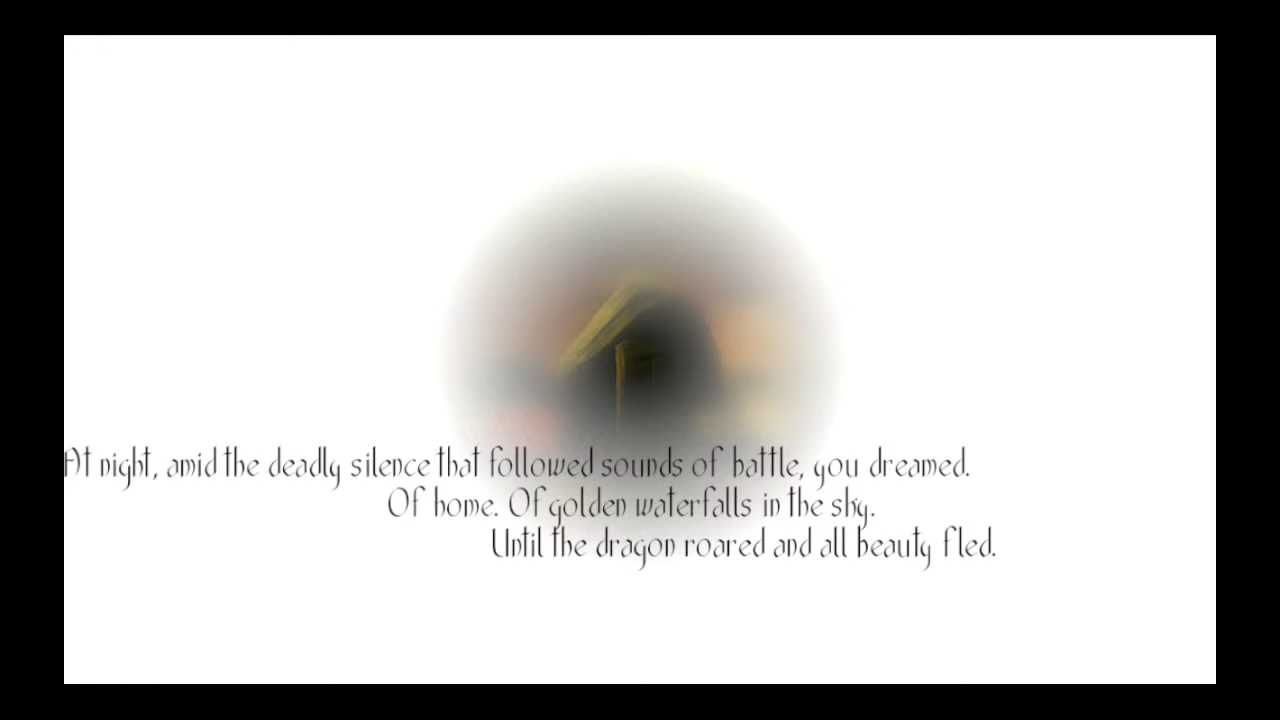 At night, amid the deadly silence that followed sounds of battle, you dreamed.
Of home. Of golden waterfalls in the sky.
Until the dragon roared and all beauty fled.